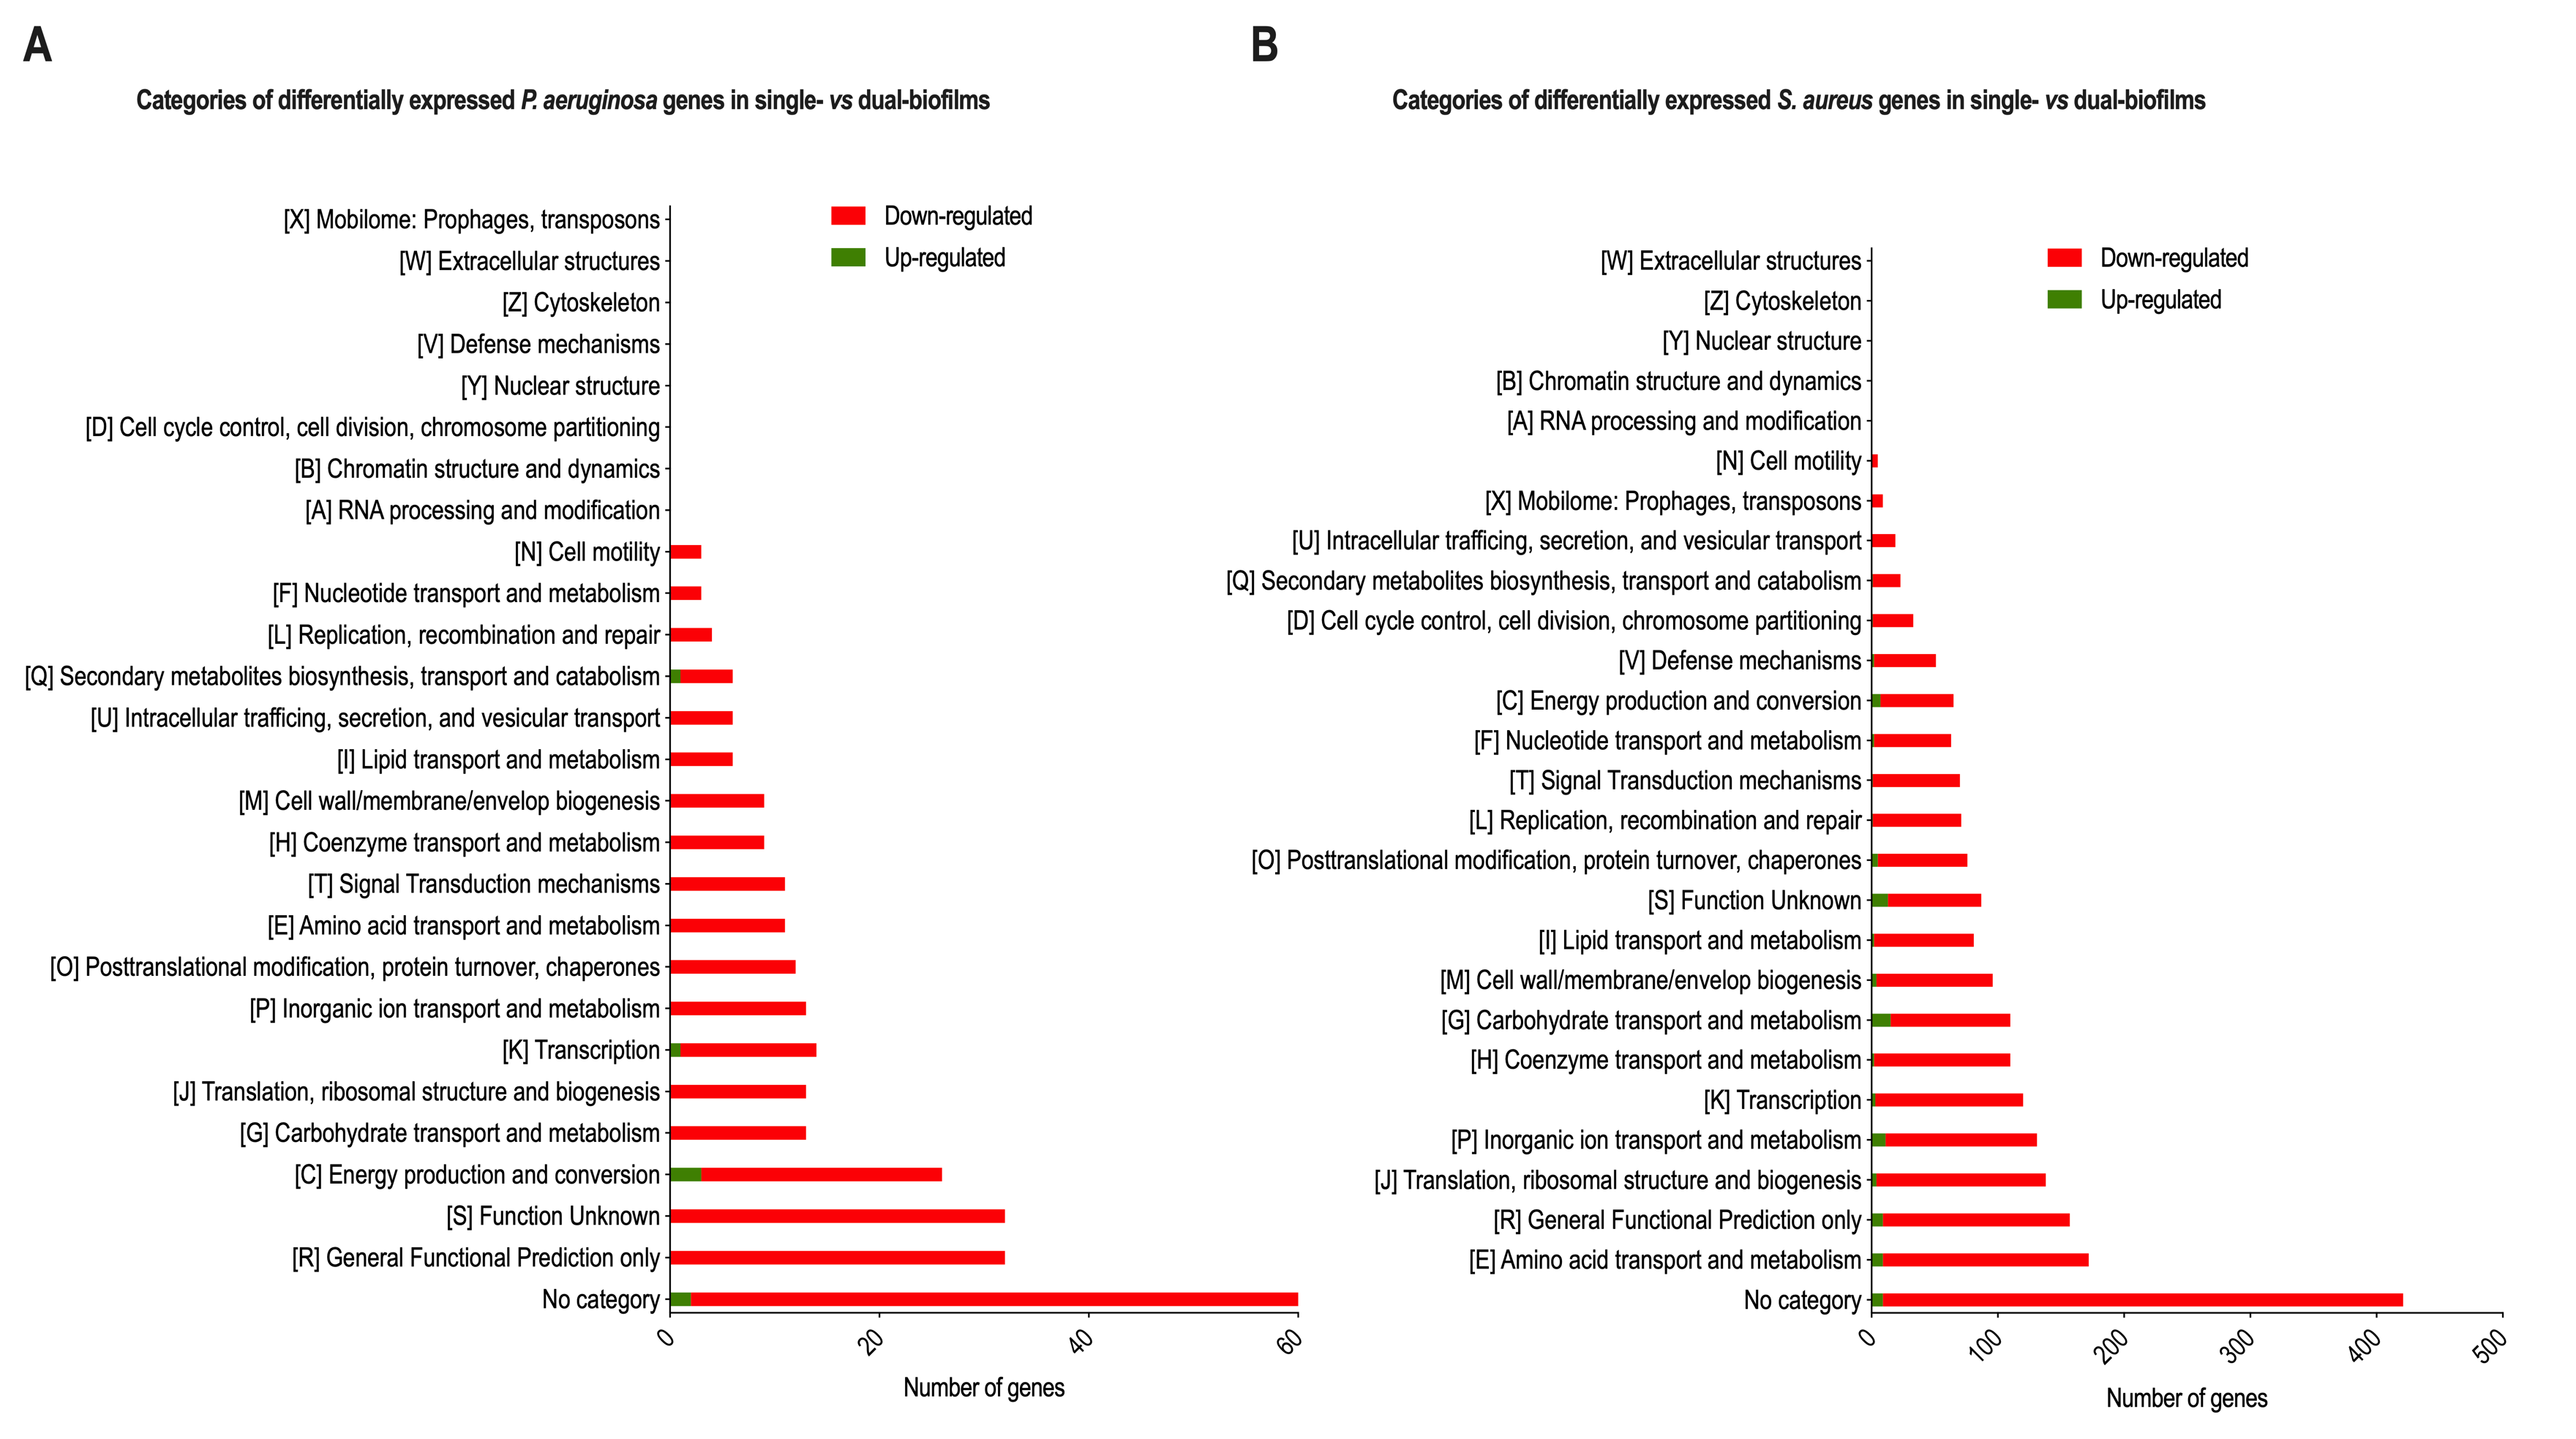 A
Categories of differentially expressed P. aeruginosa genes in single- vs dual-biofilms
Down-regulated
Up-regulated
[X] Mobilome: Prophages, transposons
[W] Extracellular structures
[Z] Cytoskeleton
[V] Defense mechanisms
[Y] Nuclear structure
[D] Cell cycle control, cell division, chromosome partitioning
[B] Chromatin structure and dynamics
[A] RNA processing and modification
[N] Cell motility
[F] Nucleotide transport and metabolism
[L] Replication, recombination and repair
[Q] Secondary metabolites biosynthesis, transport and catabolism
[U] Intracellular trafficing, secretion, and vesicular transport
[I] Lipid transport and metabolism
[M] Cell wall/membrane/envelop biogenesis
[H] Coenzyme transport and metabolism
[T] Signal Transduction mechanisms
[E] Amino acid transport and metabolism
[O] Posttranslational modification, protein turnover, chaperones
[P] Inorganic ion transport and metabolism
[K] Transcription
[J] Translation, ribosomal structure and biogenesis
[G] Carbohydrate transport and metabolism
[C] Energy production and conversion
[S] Function Unknown
[R] General Functional Prediction only
No category
0 20 40 60
Number of genes
B
Categories of differentially expressed S. aureus genes in single- vs dual-biofilms
Down-regulated
Up-regulated
[W] Extracellular structures
[Z] Cytoskeleton
[Y] Nuclear structure
[B] Chromatin structure and dynamics
[A] RNA processing and modification
[N] Cell motility
[X] Mobilome: Prophages, transposons
[U] Intracellular trafficing, secretion, and vesicular transport
[Q] Secondary metabolites biosynthesis, transport and catabolism
[D] Cell cycle control, cell division, chromosome partitioning
[V] Defense mechanisms
[C] Energy production and conversion
[F] Nucleotide transport and metabolism
[T] Signal Transduction mechanisms
[L] Replication, recombination and repair
[O] Posttranslational modification, protein turnover, chaperones
[S] Function Unknown
[I] Lipid transport and metabolism
[M] Cell wall/membrane/envelop biogenesis
[G] Carbohydrate transport and metabolism
[H] Coenzyme transport and metabolism
[K] Transcription
[P] Inorganic ion transport and metabolism
[J] Translation, ribosomal structure and biogenesis
[R] General Functional Prediction only
[E] Amino acid transport and metabolism
No category
0 100 200 300 400 500
Number of genes